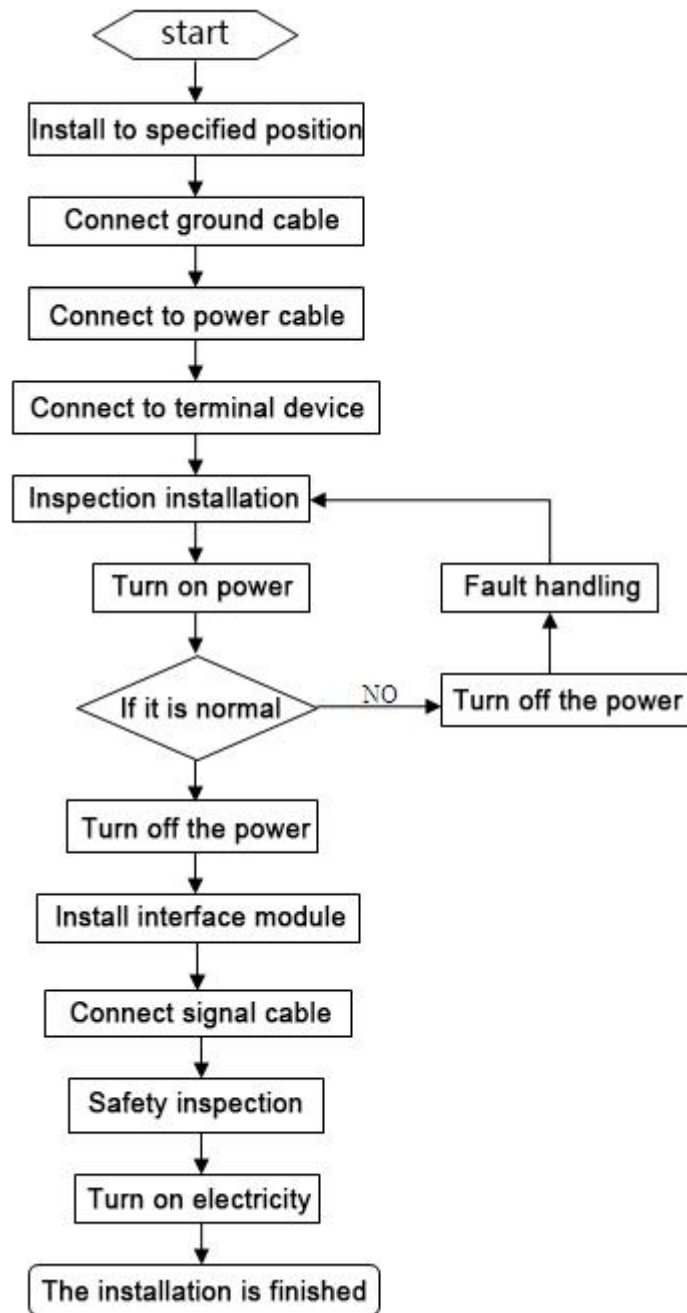 start
Install to specified position
Connect ground cable
Connect to power cable
Connect to terminal device
Inspection installation
Turn on power
Fault handling
If it is normal
NO
Turn off the power
Turn off the power
Install interface module
Connect signal cable
Safety inspection
Turn on electricity
The installation is finished